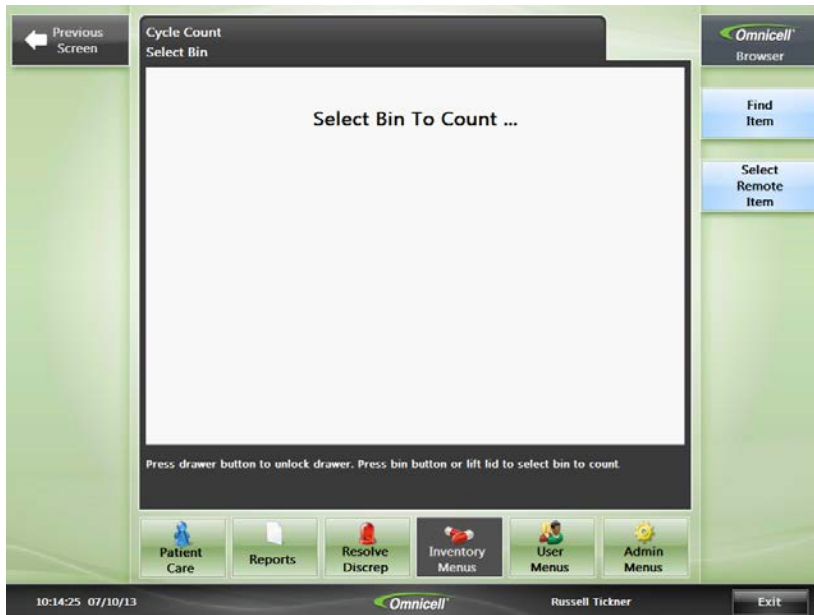 Previous
Screen
Cycle Count
Select Bin
Omnicell
Browser
Select Bin To Count ...
Find
Item
Select
Remote
Item
Press drawer button to unlock drawer. Press bin button or lift lid to select bin to count
Patient
Care
Reports
Resolve
Discrep
Inventory
Menus
User
Menus
Admin
Menus
10:14:25 07/10/13
Omnicell
Russell Tickner
Exit